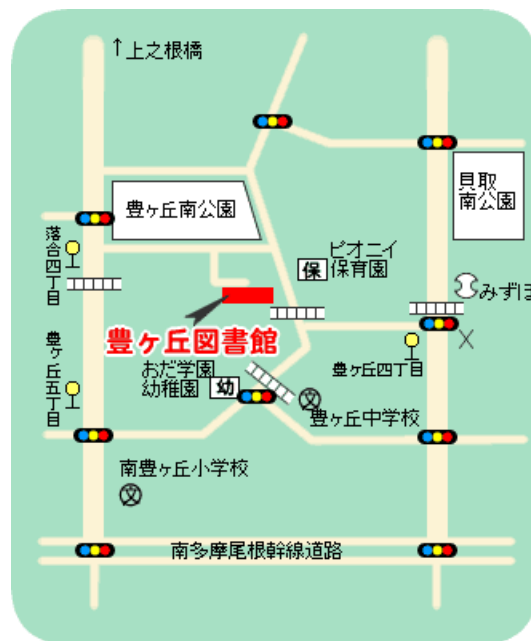 ↑上之根橋
貝取
南公園
豊ヶ丘南公園
落合四丁目
ピオニイ
保育園
保
みずほ
豊ヶ丘図書館
豊ヶ丘五丁目
豊ヶ丘四丁目
おだ学園
幼稚園
幼
文
豊ヶ丘中学校
南豊ヶ丘小学校
文
南多摩尾根幹線道路